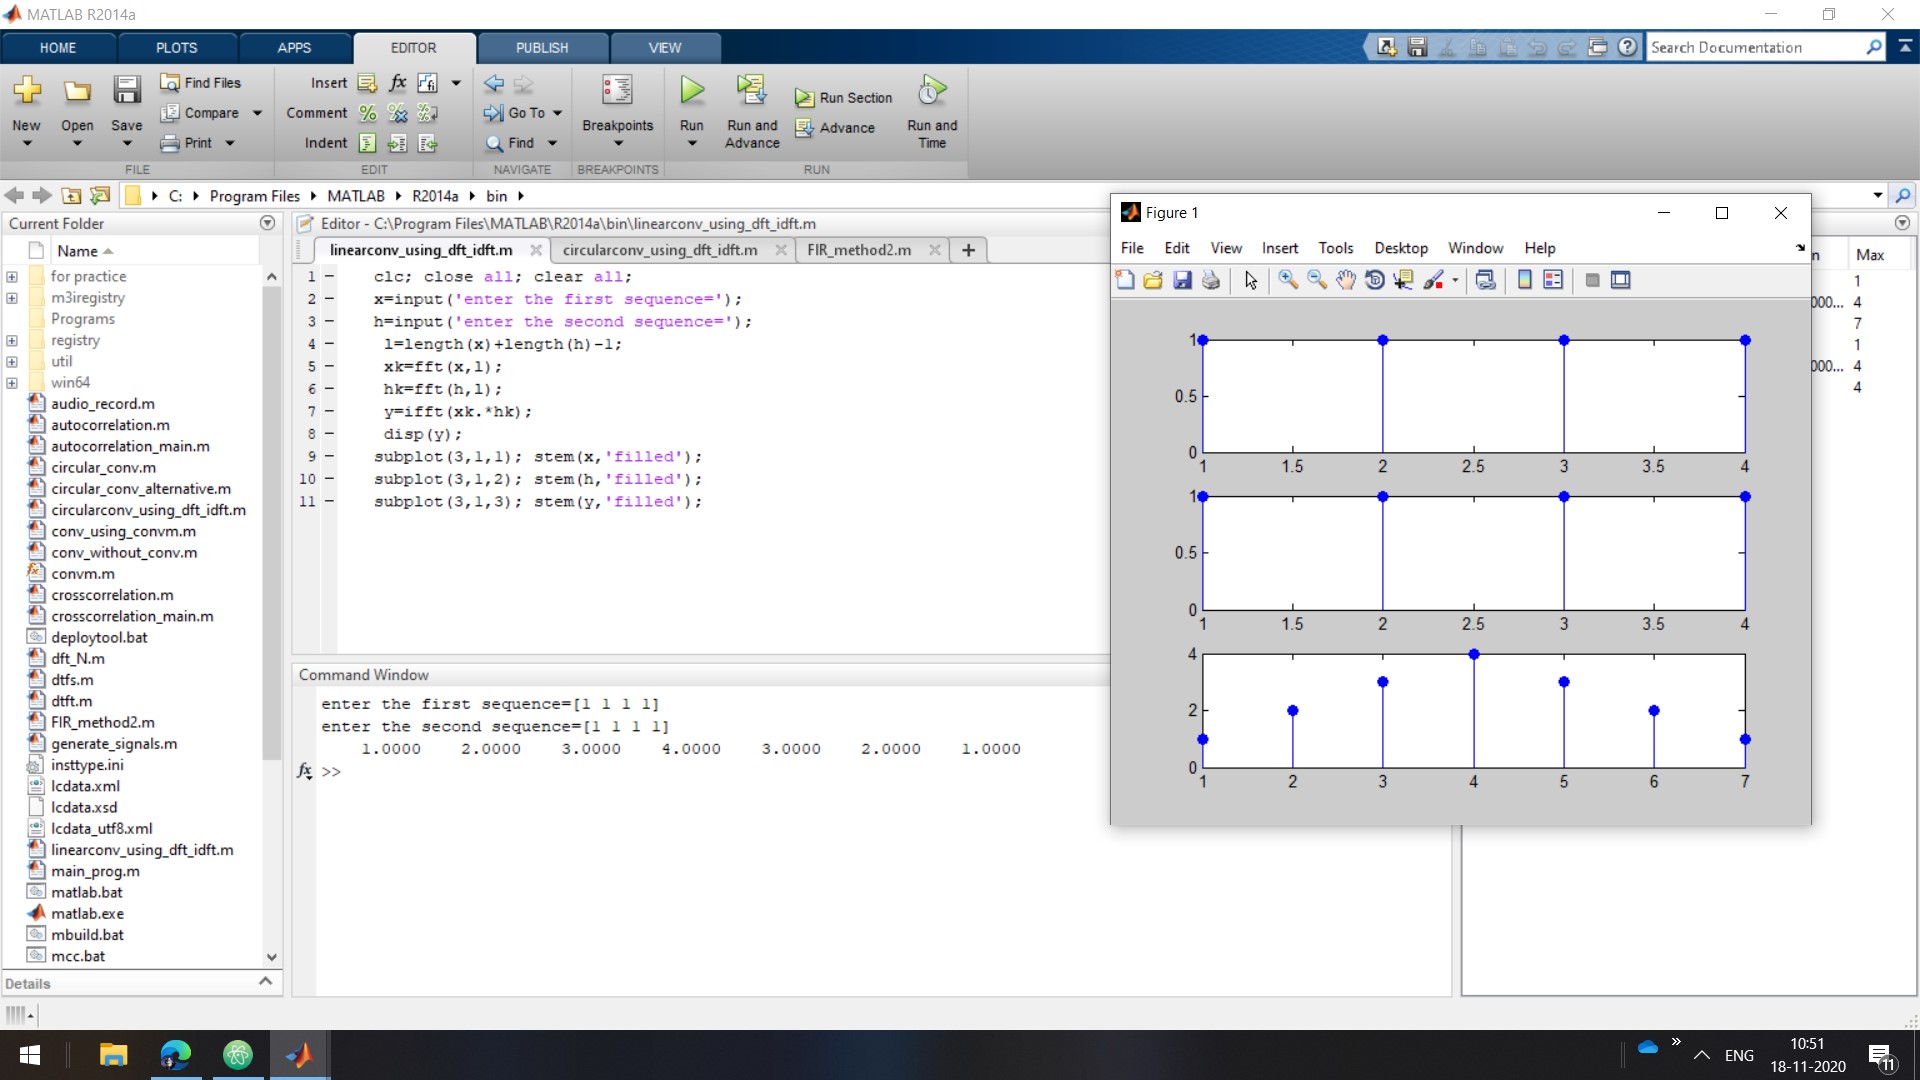 MATLAB R2014a
HOME PLOTS APPS EDITOR PUBLISH VIEW
Search Documentation
New Open Save
Find Files
Compare
Print
FILE
Insert fx
Comment
Indent
EDIT
Go To
Find
NAVIGATE
Breakpoints
BREAKPOINTS
Run
Run and Advance
Run Section
Advance
Run and Time
RUN
C: Program Files MATLAB R2014a bin
Current Folder
Name
for practice
m3iregistry
Programs
registry
util
win64
audio_record.m
autocorrelation.m
autocorrelation_main.m
circular_conv.m
circular_conv_alternative.m
circularconv_using_dft_idft.m
conv_using_convm.m
conv_without_conv.m
convm.m
crosscorrelation.m
crosscorrelation_main.m
deploytool.bat
dft_N.m
dtfs.m
dtft.m
FIR_method2.m
generate_signals.m
insttype.ini
lcdata.xml
lcdata.xsd
lcdata_utf8.xml
linearconv_using_dft_idft.m
main_prog.m
matlab.bat
matlab.exe
mbuild.bat
mcc.bat
Details
Editor - C:\Program Files\MATLAB\R2014a\bin\linearconv_using_dft_idft.m
linearconv_using_dft_idft.m circularconv_using_dft_idft.m FIR_method2.m +
1 - clc; close all; clear all;
2 - x=input('enter the first sequence=');
3 - h=input('enter the second sequence=');
4 - l=length(x)+length(h)-1;
5 - xk=fft(x,l);
6 - hk=fft(h,l);
7 - y=ifft(xk.*hk);
8 - disp(y);
9 - subplot(3,1,1); stem(x,'filled');
10 - subplot(3,1,2); stem(h,'filled');
11 - subplot(3,1,3); stem(y,'filled');
Command Window
enter the first sequence=[1 1 1 1]
enter the second sequence=[1 1 1 1]
1.0000 2.0000 3.0000 4.0000 3.0000 2.0000 1.0000
fx >>
Figure 1
File Edit View Insert Tools Desktop Window Help
1
0.5
0
1 1.5 2 2.5 3 3.5 4
1
0.5
0
1 1.5 2 2.5 3 3.5 4
4
2
0
1 2 3 4 5 6 7
n Max
1
000... 4
7
1
000... 4
4
ENG
10:51
18-11-2020
11